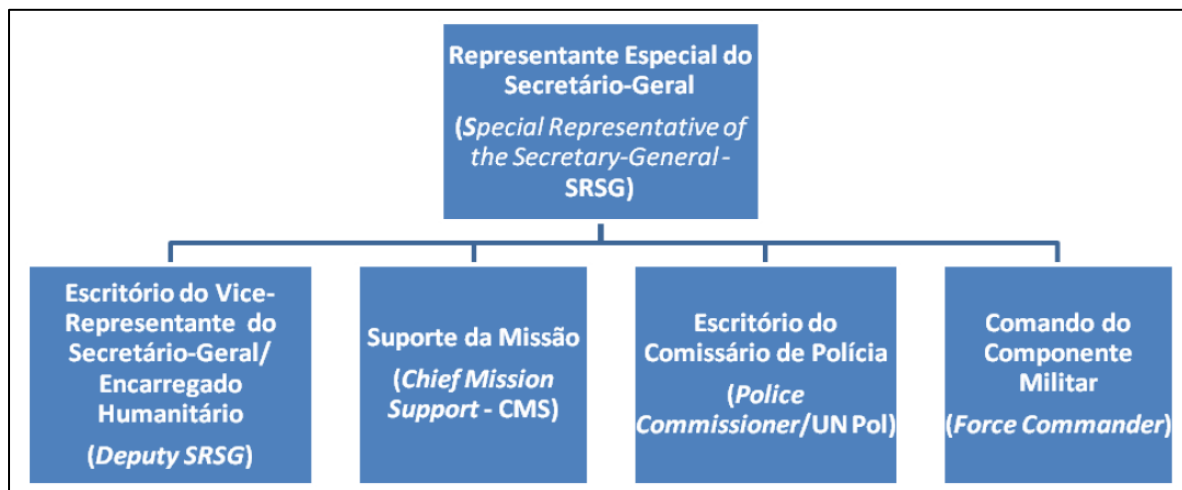 Representante Especial do
Secretário-Geral
(Special Representative of
the Secretary-General -
SRSG)
Escritório do Vice-
Representante do
Secretário-Geral/
Encarregado
Humanitário
(Deputy SRSG)
Suporte da Missão
(Chief Mission
Support - CMS)
Escritório do
Comissário de Polícia
(Police
Commissioner/UN Pol)
Comando do
Componente
Militar
(Force Commander)